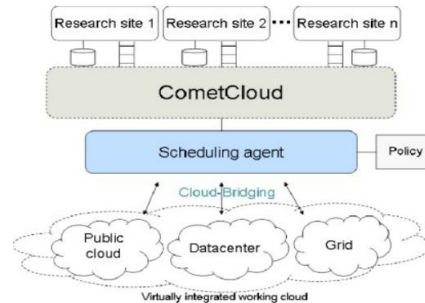 Research site 1 Research site 2 ••• Research site n
CometCloud
Scheduling agent
Policy
Cloud-Bridging
Public
cloud
Datacenter
Grid
Virtually integrated working cloud